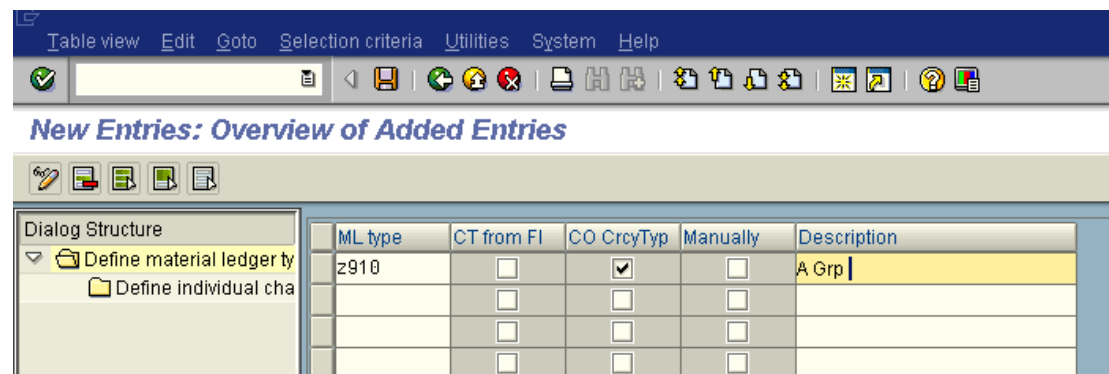 Table view Edit Goto Selection criteria Utilities System Help
New Entries: Overview of Added Entries
Dialog Structure
Define material ledger ty
Define individual cha
ML type CT from FI CO CrcyTyp Manually Description
z910 A Grp